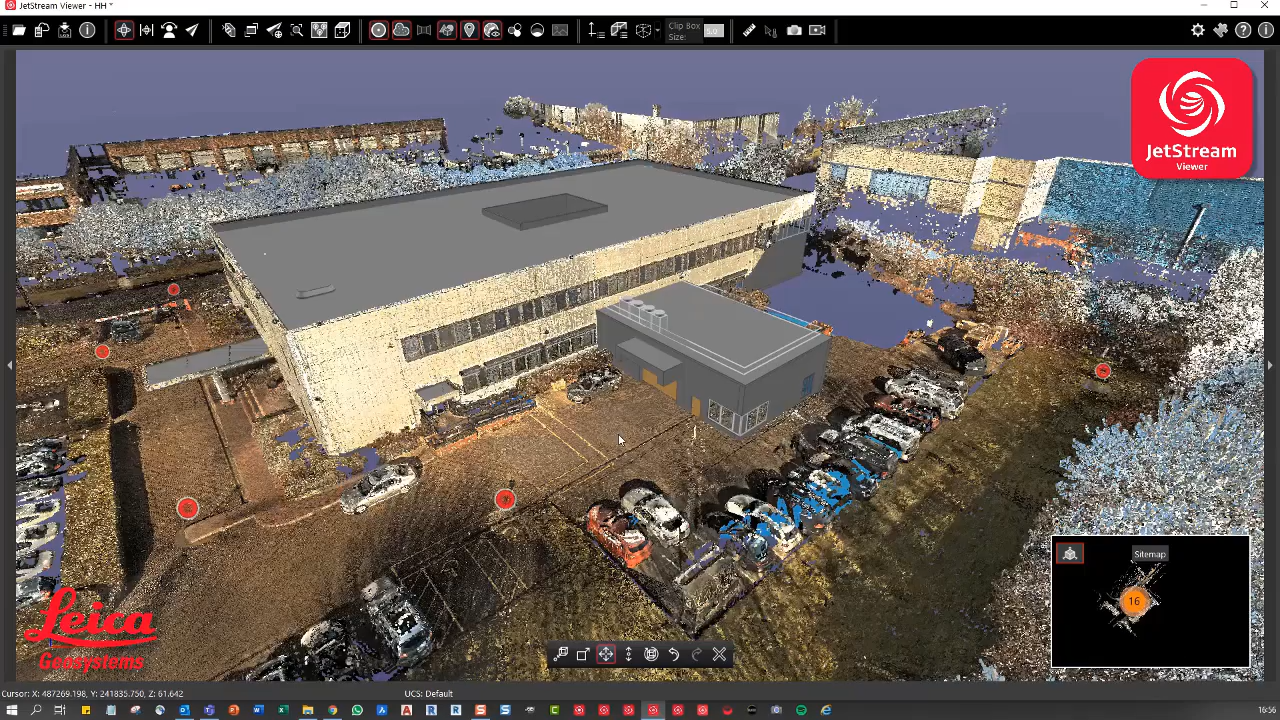 JetStream Viewer - HH *
Clip Box
Size:
JetStream
Viewer
Sitemap
16
Leica
Geosystems
Cursor: X: 487269.198, Y: 241835.750, Z: 61.642
UCS: Default
16:56